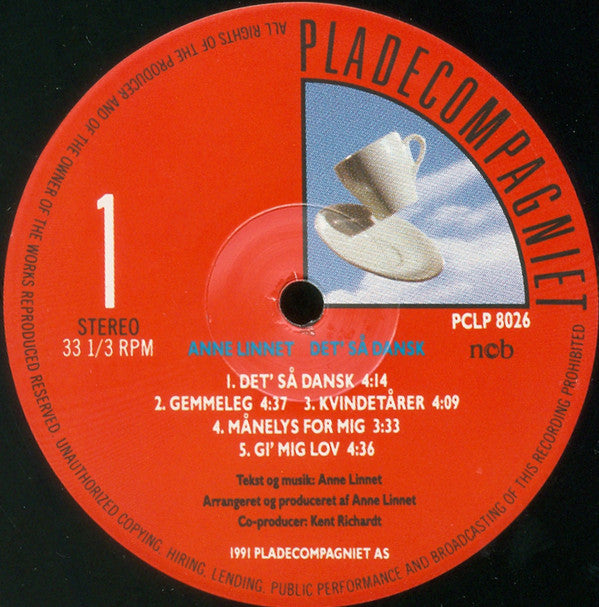 PLADECOMPAGNIET
1
STEREO
33 1/3 RPM
PCLP 8026
ncb
ANNE LINNET DET' SÅ DANSK
1. DET' SÅ DANSK 4:14
2. GEMMELEG 4:37 3. KVINDETÅRER 4:09
4. MÅNELYS FOR MIG 3:33
5. GI' MIG LOV 4:36
Tekst og musik: Anne Linnet
Arrangeret og produceret af Anne Linnet
Co-producer: Kent Richardt
1991 PLADECOMPAGNIET AS
ALL RIGHTS OF THE PRODUCER AND OF THE OWNER OF THE WORKS REPRODUCED RESERVED. UNAUTHORIZED COPYING, HIRING, LENDING, PUBLIC PERFORMANCE AND BROADCASTING OF THIS RECORDING PROHIBITED